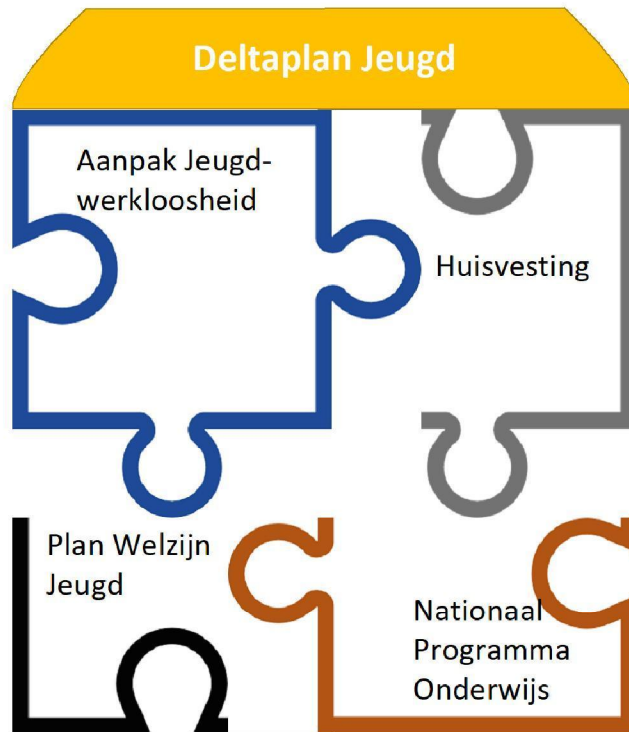 Deltaplan Jeugd
Aanpak Jeugd-
werkloosheid
Huisvesting
Plan Welzijn
Jeugd
Nationaal
Programma
Onderwijs